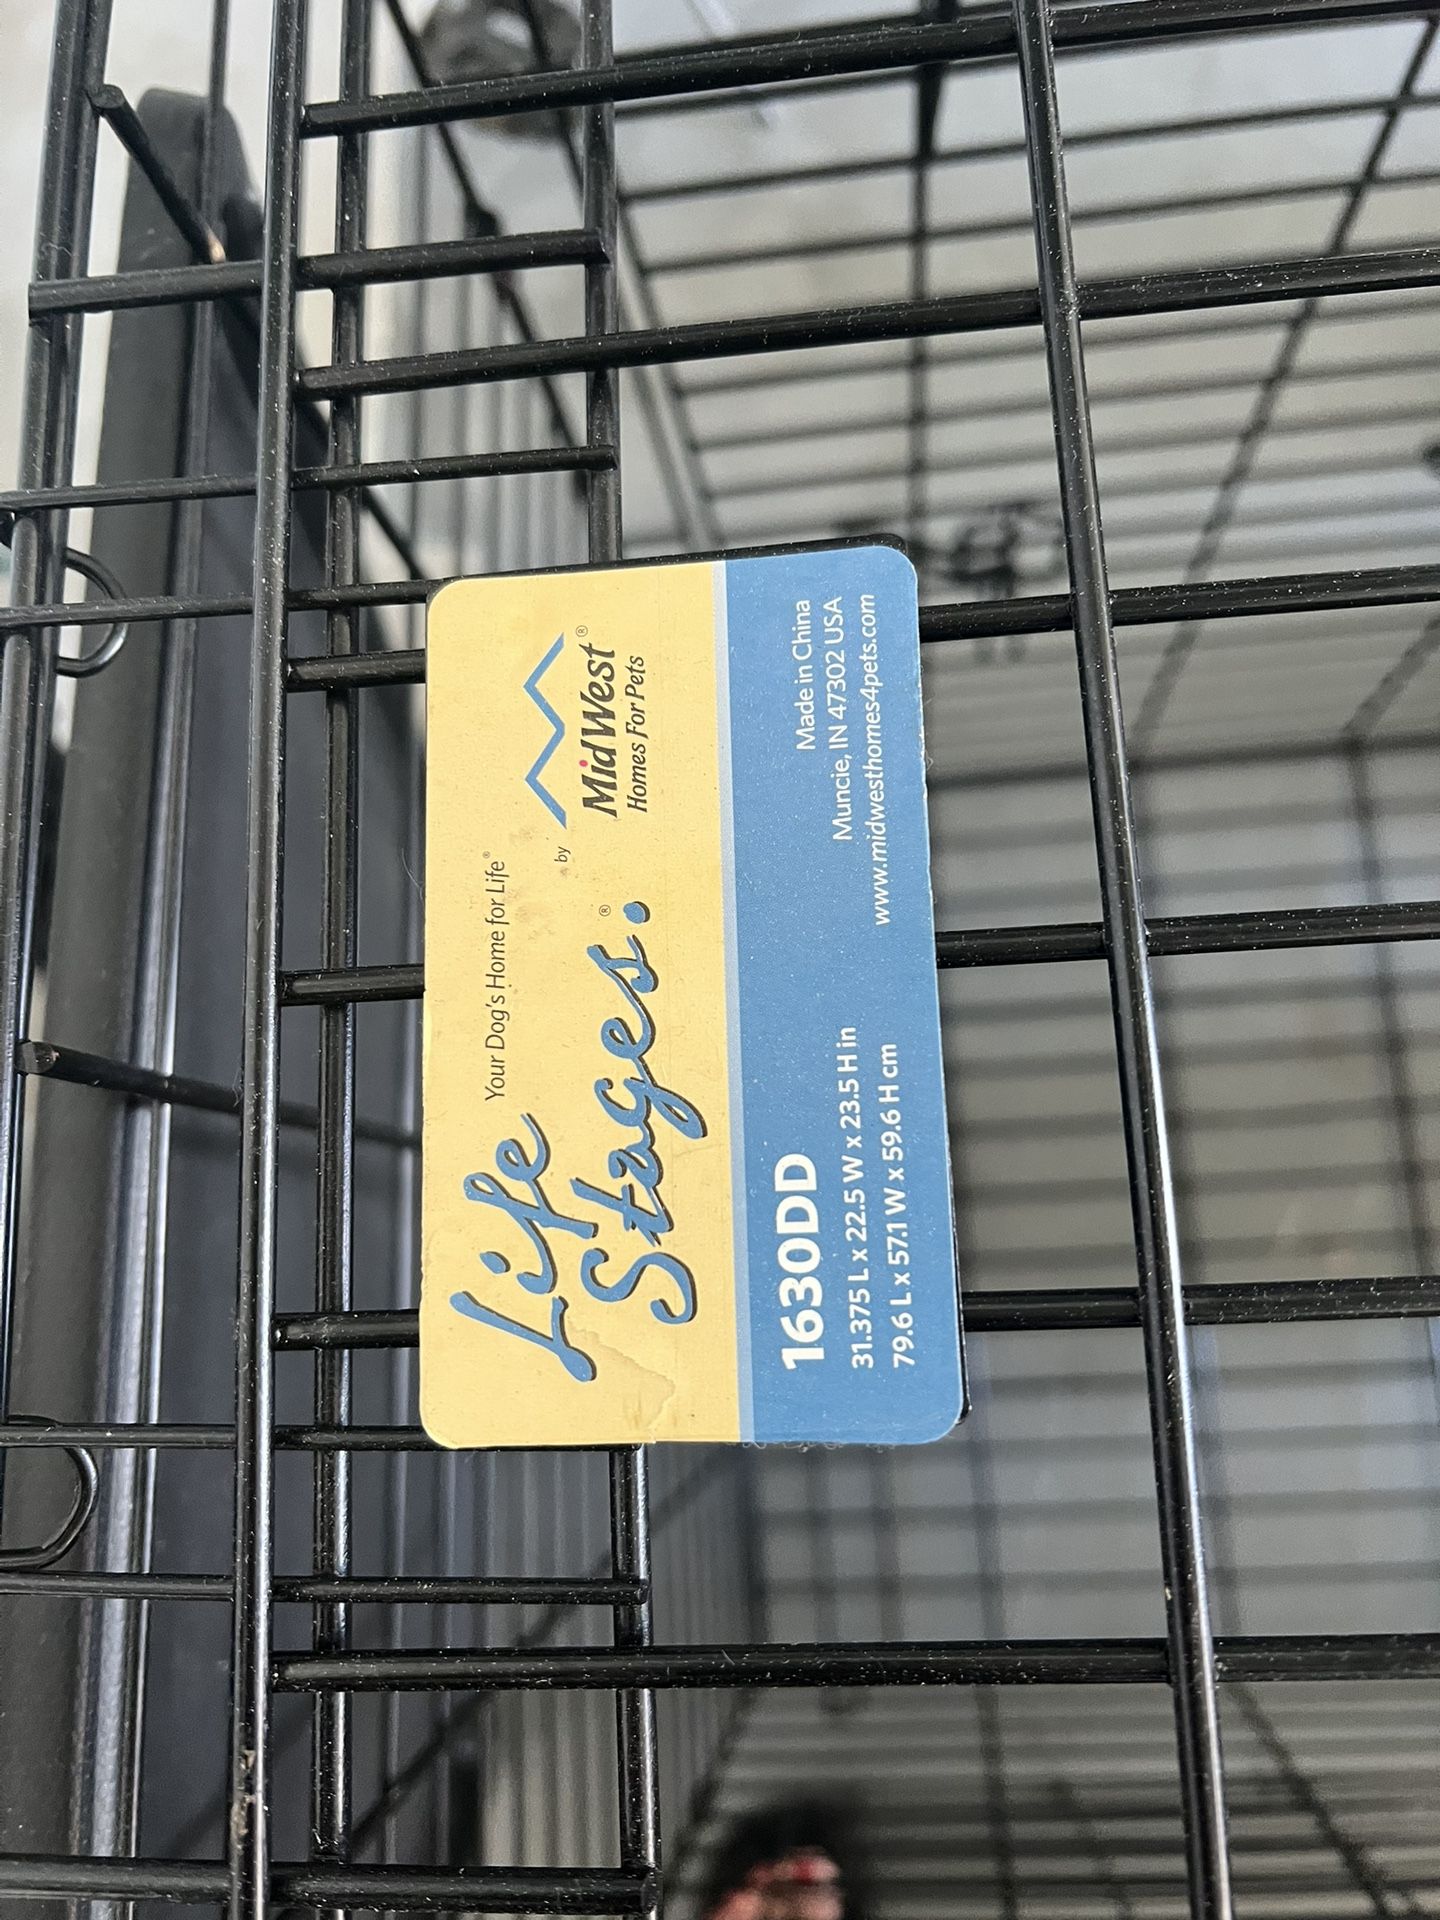 Life Your Dog's Home for Life®
Stages.® by MidWest®
Homes For Pets
1630DD
31.375 L x 22.5 W x 23.5 H in
79.6 L x 57.1 W x 59.6 H cm
Made in China
Muncie, IN 47302 USA
www.midwesthomes4pets.com